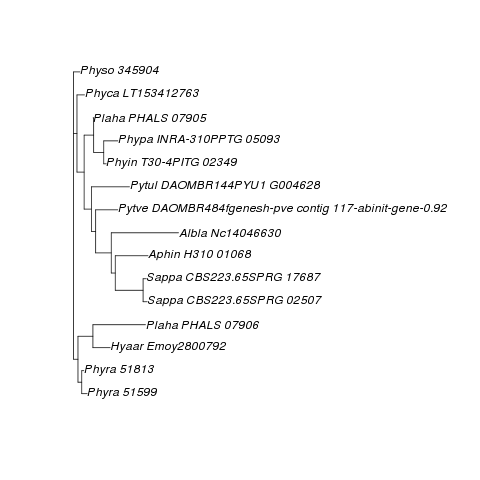 Physo 345904
Phyca LT153412763
Plaha PHALS 07905
Phypa INRA-310PPTG 05093
Phyin T30-4PITG 02349
Pytul DAOMBR144PYU1 G004628
Pytve DAOMBR484fgenesh-pve contig 117-abinit-gene-0.92
Albla Nc14046630
Aphin H310 01068
Sappa CBS223.65SPRG 17687
Sappa CBS223.65SPRG 02507
Plaha PHALS 07906
Hyaar Emoy2800792
Phyra 51813
Phyra 51599